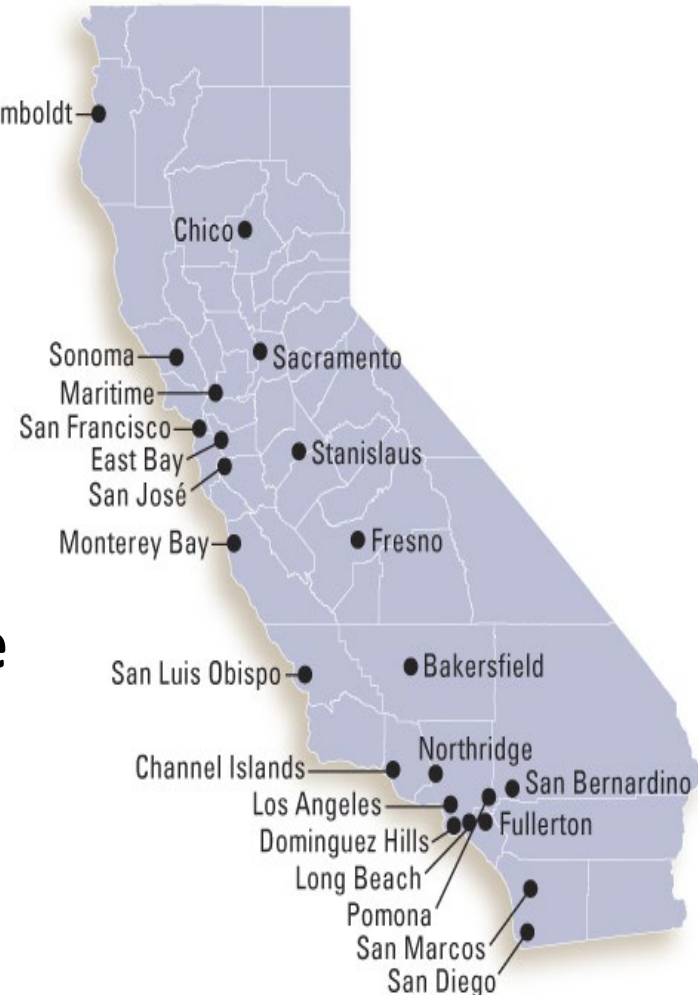 mboldt
Chico
Sonoma
Sacramento
Maritime
San Francisco
East Bay
Stanislaus
San José
Monterey Bay
Fresno
e
San Luis Obispo
Bakersfield
Northridge
Channel Islands
San Bernardino
Los Angeles
Fullerton
Dominguez Hills
Long Beach
Pomona
San Marcos
San Diego